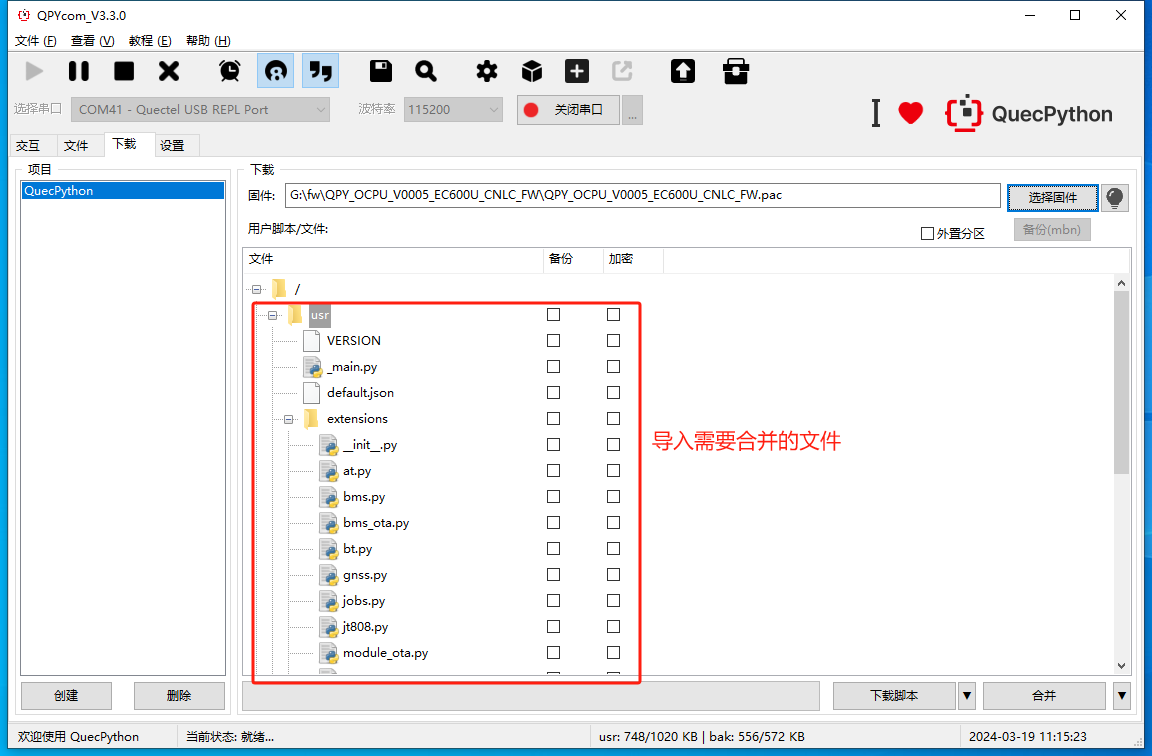 QPYcom_V3.3.0
文件 (F) 查看 (V) 教程 (E) 帮助 (H)
选择串口 COM41 - Quectel USB REPL Port 波特率 115200 关闭串口 ...
QuecPython
交互 文件 下载 设置
项目
QuecPython
下载
固件: G:\fw\QPY_OCPU_V0005_EC600U_CNLC_FW\QPY_OCPU_V0005_EC600U_CNLC_FW.pac 选择固件
用户脚本/文件: 外置分区 备份(mbn)
文件 备份 加密
/
usr
VERSION
_main.py
default.json
extensions
__init__.py
at.py
bms.py
bms_ota.py
bt.py
gnss.py
jobs.py
jt808.py
module_ota.py
导入需要合并的文件
创建 删除 下载脚本 合并
欢迎使用 QuecPython 当前状态: 就绪... usr: 748/1020 KB | bak: 556/572 KB 2024-03-19 11:15:23